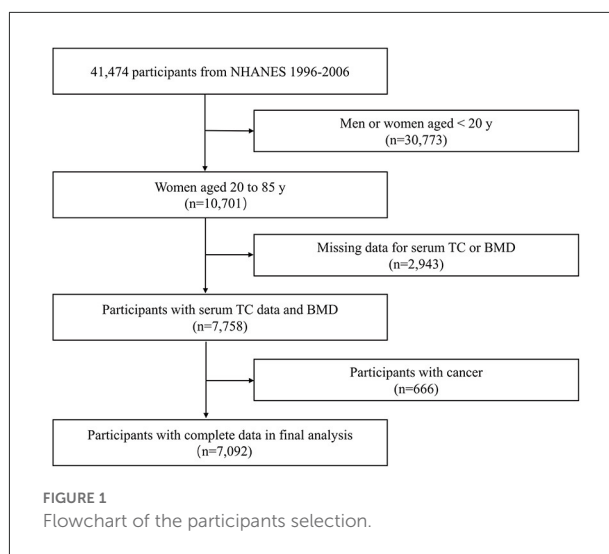 41,474 participants from NHANES 1996-2006
Men or women aged < 20 y
(n=30,773)
Women aged 20 to 85 y
(n=10,701)
Missing data for serum TC or BMD
(n=2,943)
Participants with serum TC data and BMD
(n=7,758)
Participants with cancer
(n=666)
Participants with complete data in final analysis
(n=7,092)
FIGURE 1
Flowchart of the participants selection.